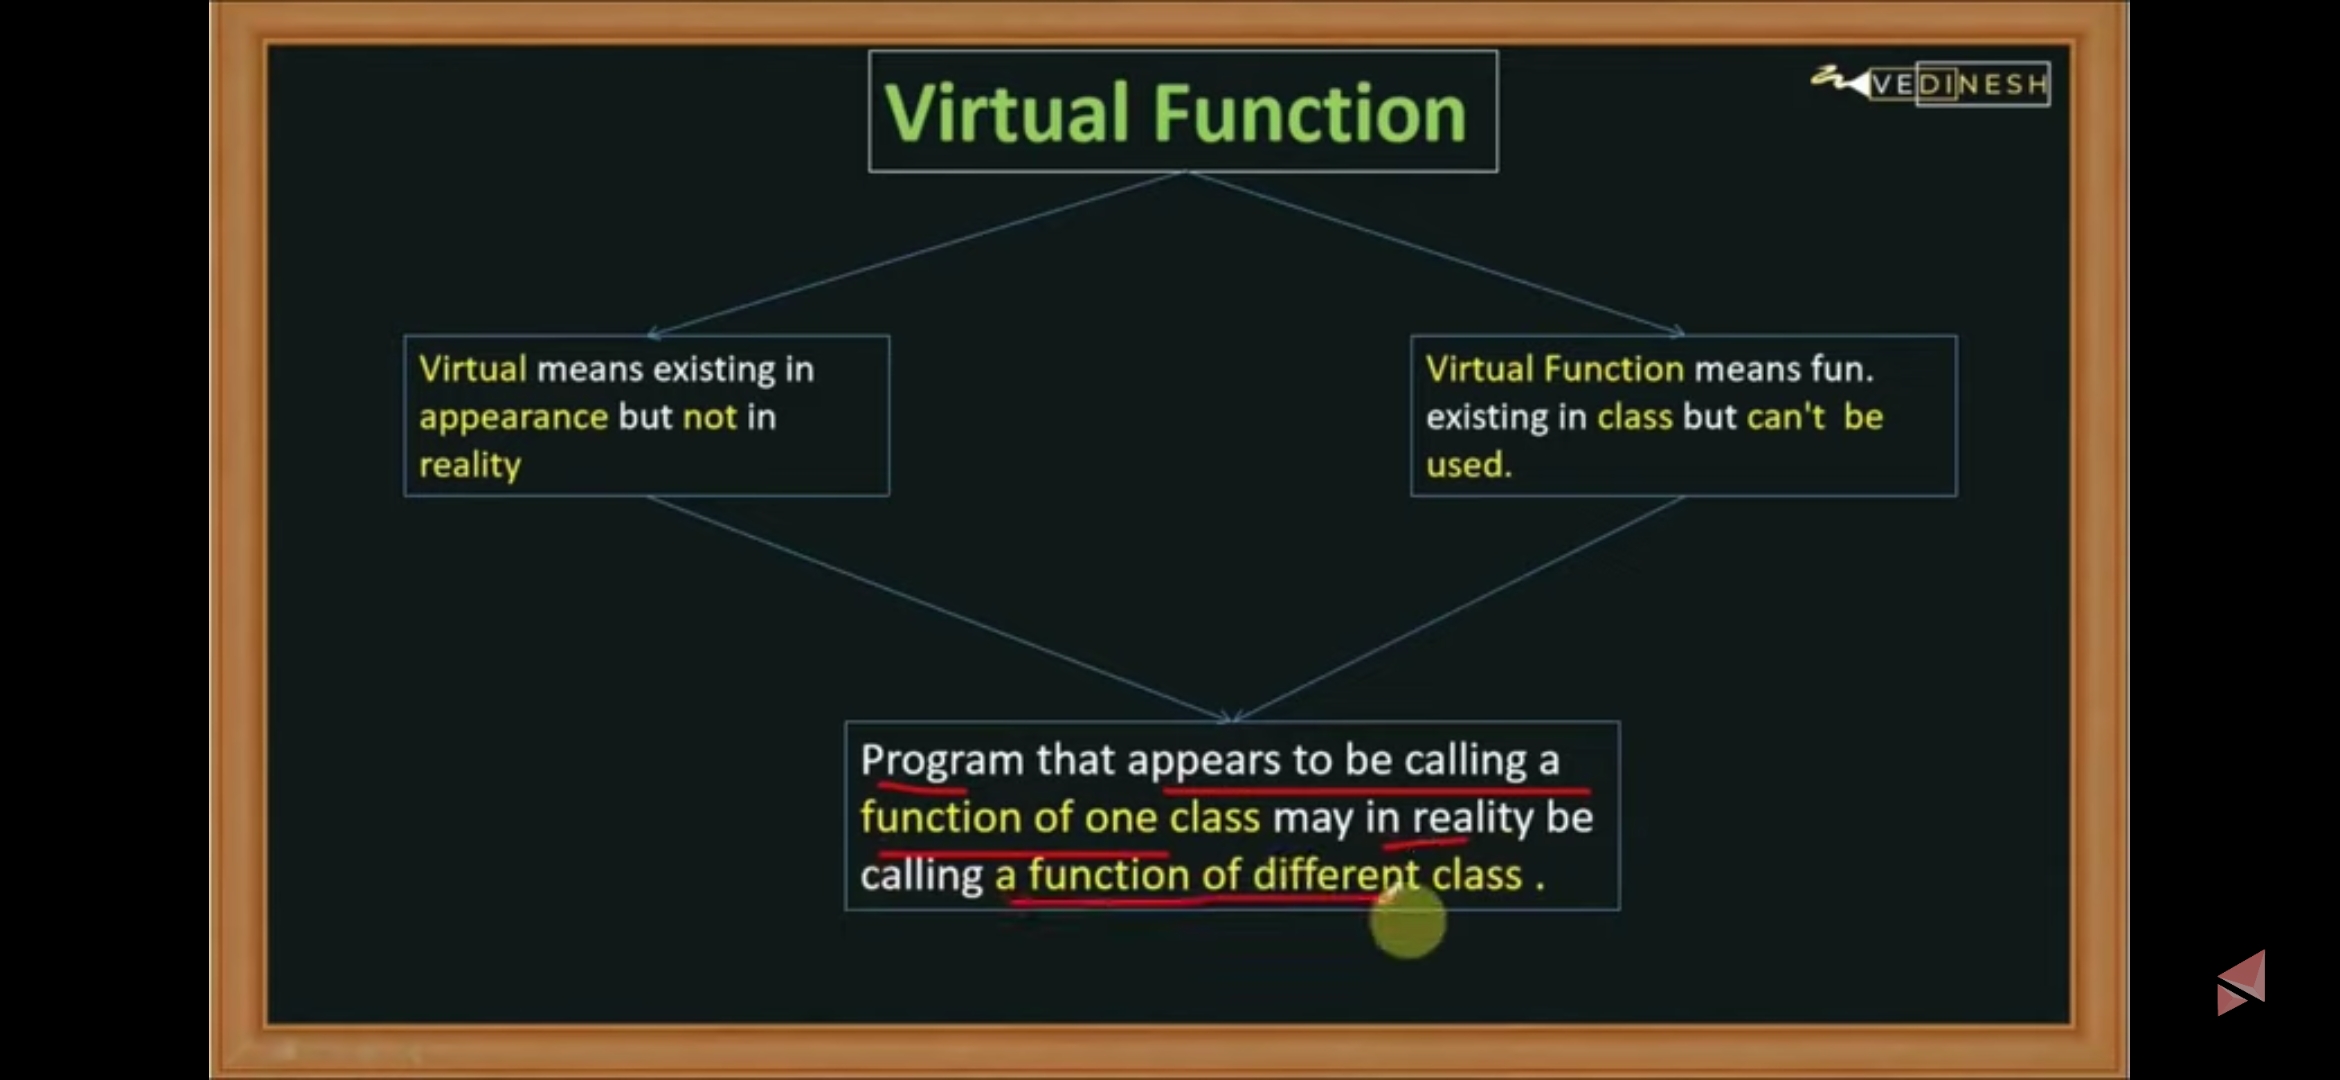 Virtual Function
VEDINESH
Virtual means existing in
appearance but not in
reality
Virtual Function means fun.
existing in class but can't be
used.
Program that appears to be calling a
function of one class may in reality be
calling a function of different class .